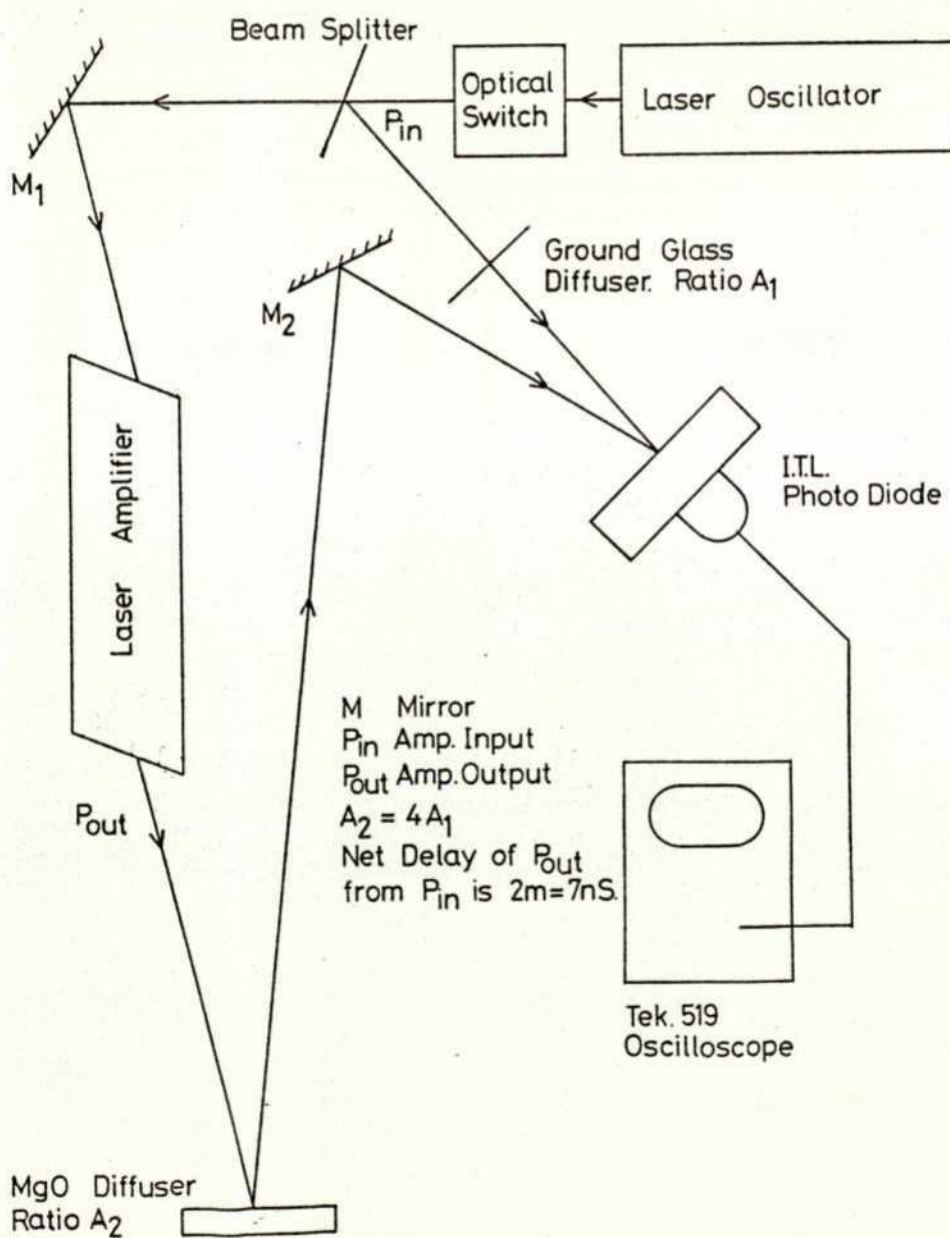 Beam Splitter
Optical
Switch
Laser Oscillator
Pin
M1
Ground Glass
Diffuser. Ratio A1
M2
Laser Amplifier
I.T.L.
Photo Diode
M Mirror
Pin Amp. Input
Pout Amp. Output
A2 = 4A1
Net Delay of Pout
from Pin is 2m=7nS.
Pout
Tek. 519
Oscilloscope
MgO Diffuser
Ratio A2